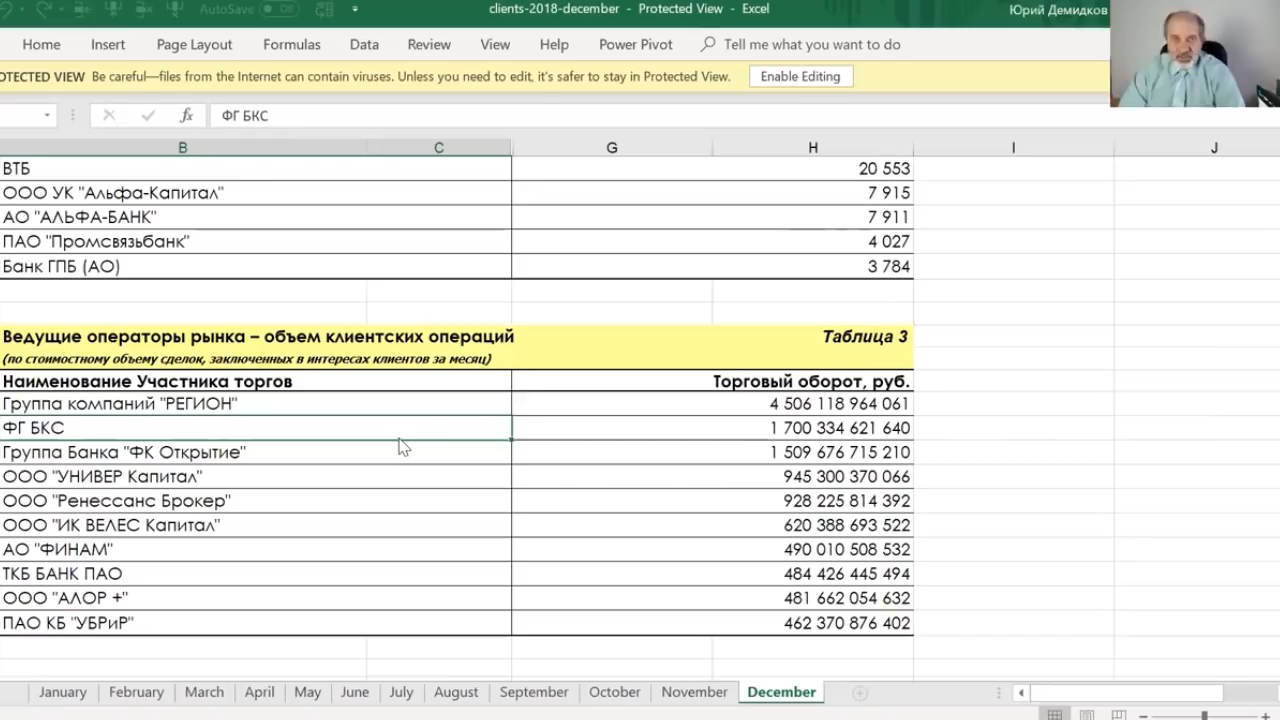 AutoSave Off
clients-2018-december - Protected View - Excel
Юрий Демидков
Home Insert Page Layout Formulas Data Review View Help Power Pivot Tell me what you want to do
OTECTED VIEW Be careful—files from the Internet can contain viruses. Unless you need to edit, it's safer to stay in Protected View. Enable Editing
fx ФГ БКС
B C G H I J
ВТБ 20 553
ООО УК "Альфа-Капитал" 7 915
АО "АЛЬФА-БАНК" 7 911
ПАО "Промсвязьбанк" 4 027
Банк ГПБ (АО) 3 784
Ведущие операторы рынка – объем клиентских операций Таблица 3
(по стоимостному объему сделок, заключенных в интересах клиентов за месяц)
Наименование Участника торгов Торговый оборот, руб.
Группа компаний "РЕГИОН" 4 506 118 964 061
ФГ БКС 1 700 334 621 640
Группа Банка "ФК Открытие" 1 509 676 715 210
ООО "УНИВЕР Капитал" 945 300 370 066
ООО "Ренессанс Брокер" 928 225 814 392
ООО "ИК ВЕЛЕС Капитал" 620 388 693 522
АО "ФИНАМ" 490 010 508 532
ТКБ БАНК ПАО 484 426 445 494
ООО "АЛОР +" 481 662 054 632
ПАО КБ "УБРиР" 462 370 876 402
January February March April May June July August September October November December